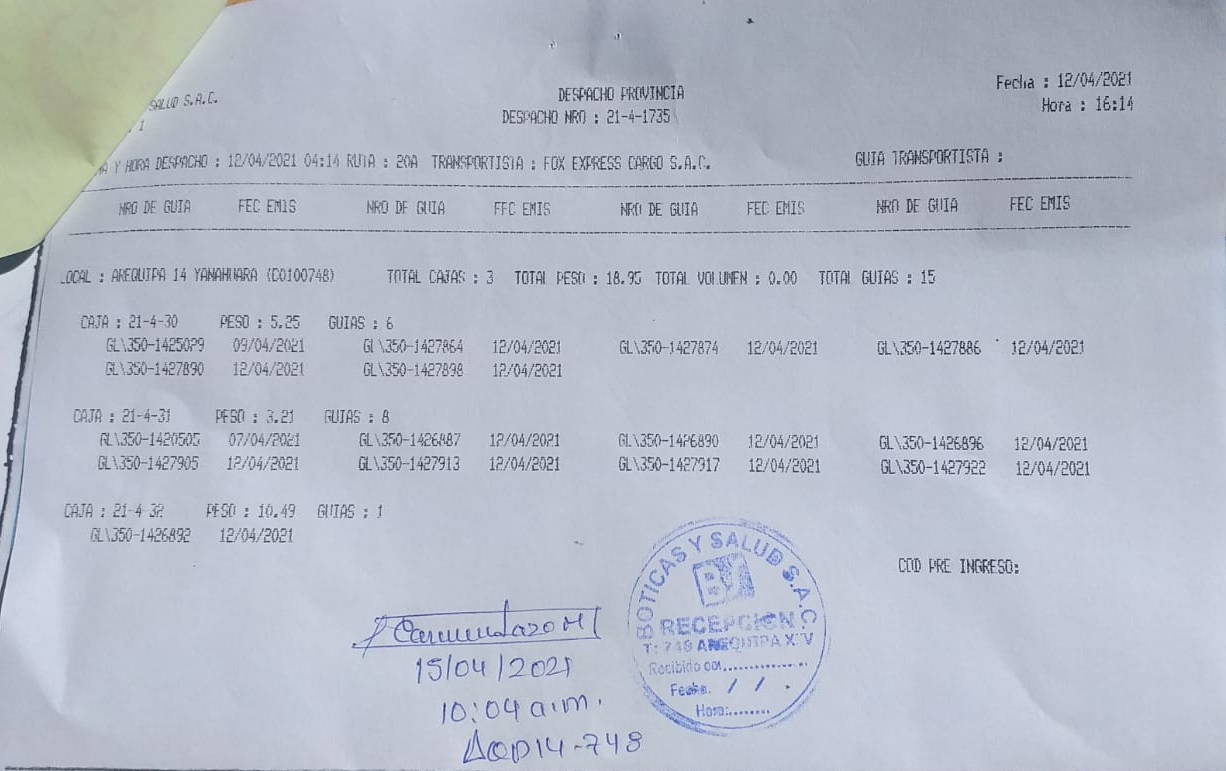 SALUD S.A.C.
DESPACHO PROVINCIA
Fecha : 12/04/2021
1
DESPACHO NRO : 21-4-1735
Hora : 16:14
Y HORA DESPACHO : 12/04/2021 04:14 RUTA : 20A TRANSPORTISTA : FOX EXPRESS CARGO S.A.C. GUIA TRANSPORTISTA :
NRO DE GUIA FEC EMIS NRO DE GUIA FEC EMIS NRO DE GUIA FEC EMIS NRO DE GUIA FEC EMIS
LOCAL : AREQUIPA 14 YANAHUARA (C0100748) TOTAL CAJAS : 3 TOTAL PESO : 18.95 TOTAL VOLUMEN : 0.00 TOTAL GUIAS : 15
CAJA : 21-4-30 PESO : 5.25 GUIAS : 6
GL\350-1425029 09/04/2021 GL\350-1427864 12/04/2021 GL\350-1427874 12/04/2021 GL\350-1427886 12/04/2021
GL\350-1427890 12/04/2021 GL\350-1427898 12/04/2021
CAJA : 21-4-31 PESO : 3.21 GUIAS : 8
GL\350-1420505 07/04/2021 GL\350-1426887 12/04/2021 GL\350-1426890 12/04/2021 GL\350-1426896 12/04/2021
GL\350-1427905 12/04/2021 GL\350-1427913 12/04/2021 GL\350-1427917 12/04/2021 GL\350-1427922 12/04/2021
CAJA : 21-4-32 PESO : 10.49 GUIAS : 1
GL\350-1426892 12/04/2021
COD PRE INGRESO:
BOTICAS Y SALUD S.A.C.
BY
RECEPCION
T: 748 AREQUIPA XIV
Recibido por..............
Fecha. / / .
Hora:........
15/04/2021
10:04 a.m.
AQP14-748